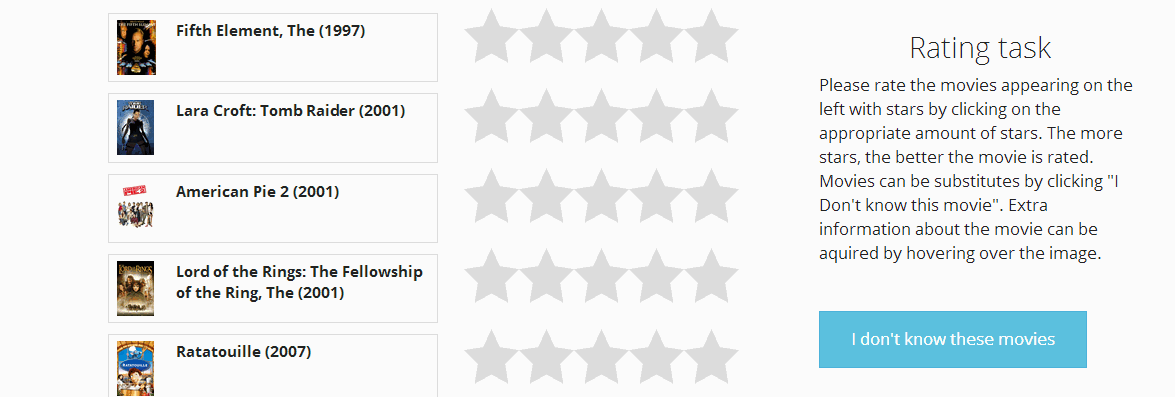 Fifth Element, The (1997)
Lara Croft: Tomb Raider (2001)
American Pie 2 (2001)
Lord of the Rings: The Fellowship
of the Ring, The (2001)
Ratatouille (2007)
Rating task
Please rate the movies appearing on the
left with stars by clicking on the
appropriate amount of stars. The more
stars, the better the movie is rated.
Movies can be substitutes by clicking "I
Don't know this movie". Extra
information about the movie can be
aquired by hovering over the image.
I don't know these movies